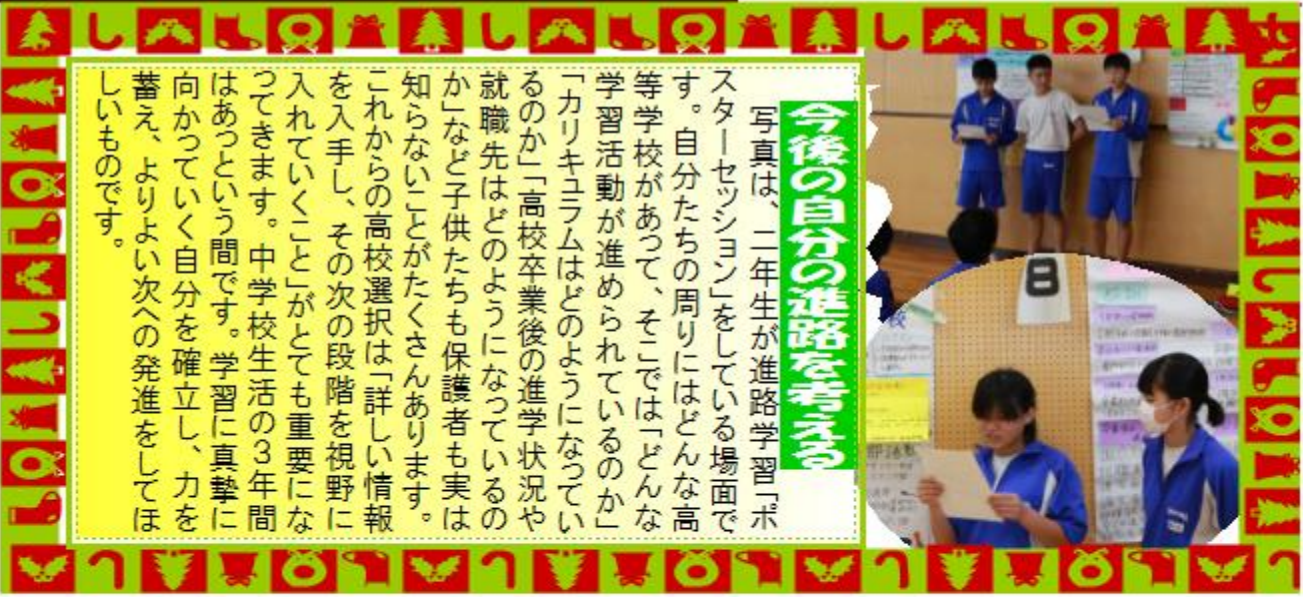 今後の自分の進路を考える
写真は、二年生が進路学習「ポ
スターセッション」をしている場面で
す。自分たちの周りにはどんな高
等学校があって、そこでは「どんな
学習活動が進められているのか」
「カリキュラムはどのようになってい
るのか」「高校卒業後の進学状況や
就職先はどのようになっているの
か」など子供たちも保護者も実は
知らないことがたくさんあります。
これからの高校選択は「詳しい情報
を入手し、その次の段階を視野に
入れていくこと」がとても重要にな
ってきます。中学校生活の3年間
はあっという間です。学習に真摯に
向かっていく自分を確立し、力を
蓄え、よりよい次への発進をしてほ
しいものです。
B